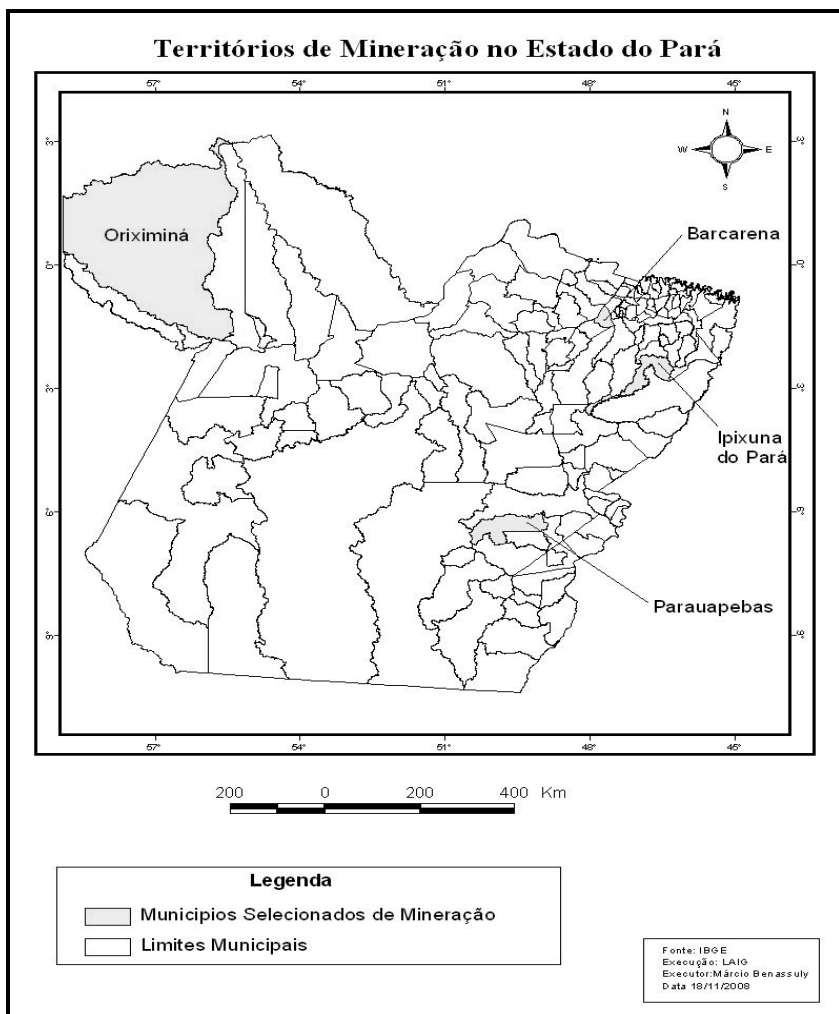 Territórios de Mineração no Estado do Pará
57° 54° 51° 48° 45°
N
W E
S
Oriximiná
Barcarena
Ipixuna
do Pará
Parauapebas
57° 54° 51° 48° 45°
200 0 200 400 Km
Legenda
Municipios Selecionados de Mineração
Limites Municipais
Fonte: IBGE
Execução: LAIG
Executor:Márcio Benassuly
Data 18/11/2008